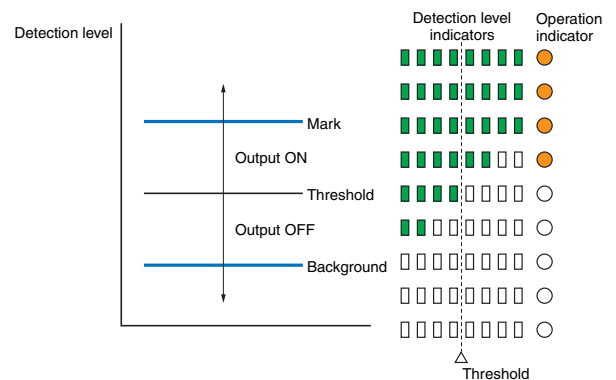 Detection level
Detection level
indicators
Operation
indicator
Mark
Output ON
Threshold
Output OFF
Background
Threshold